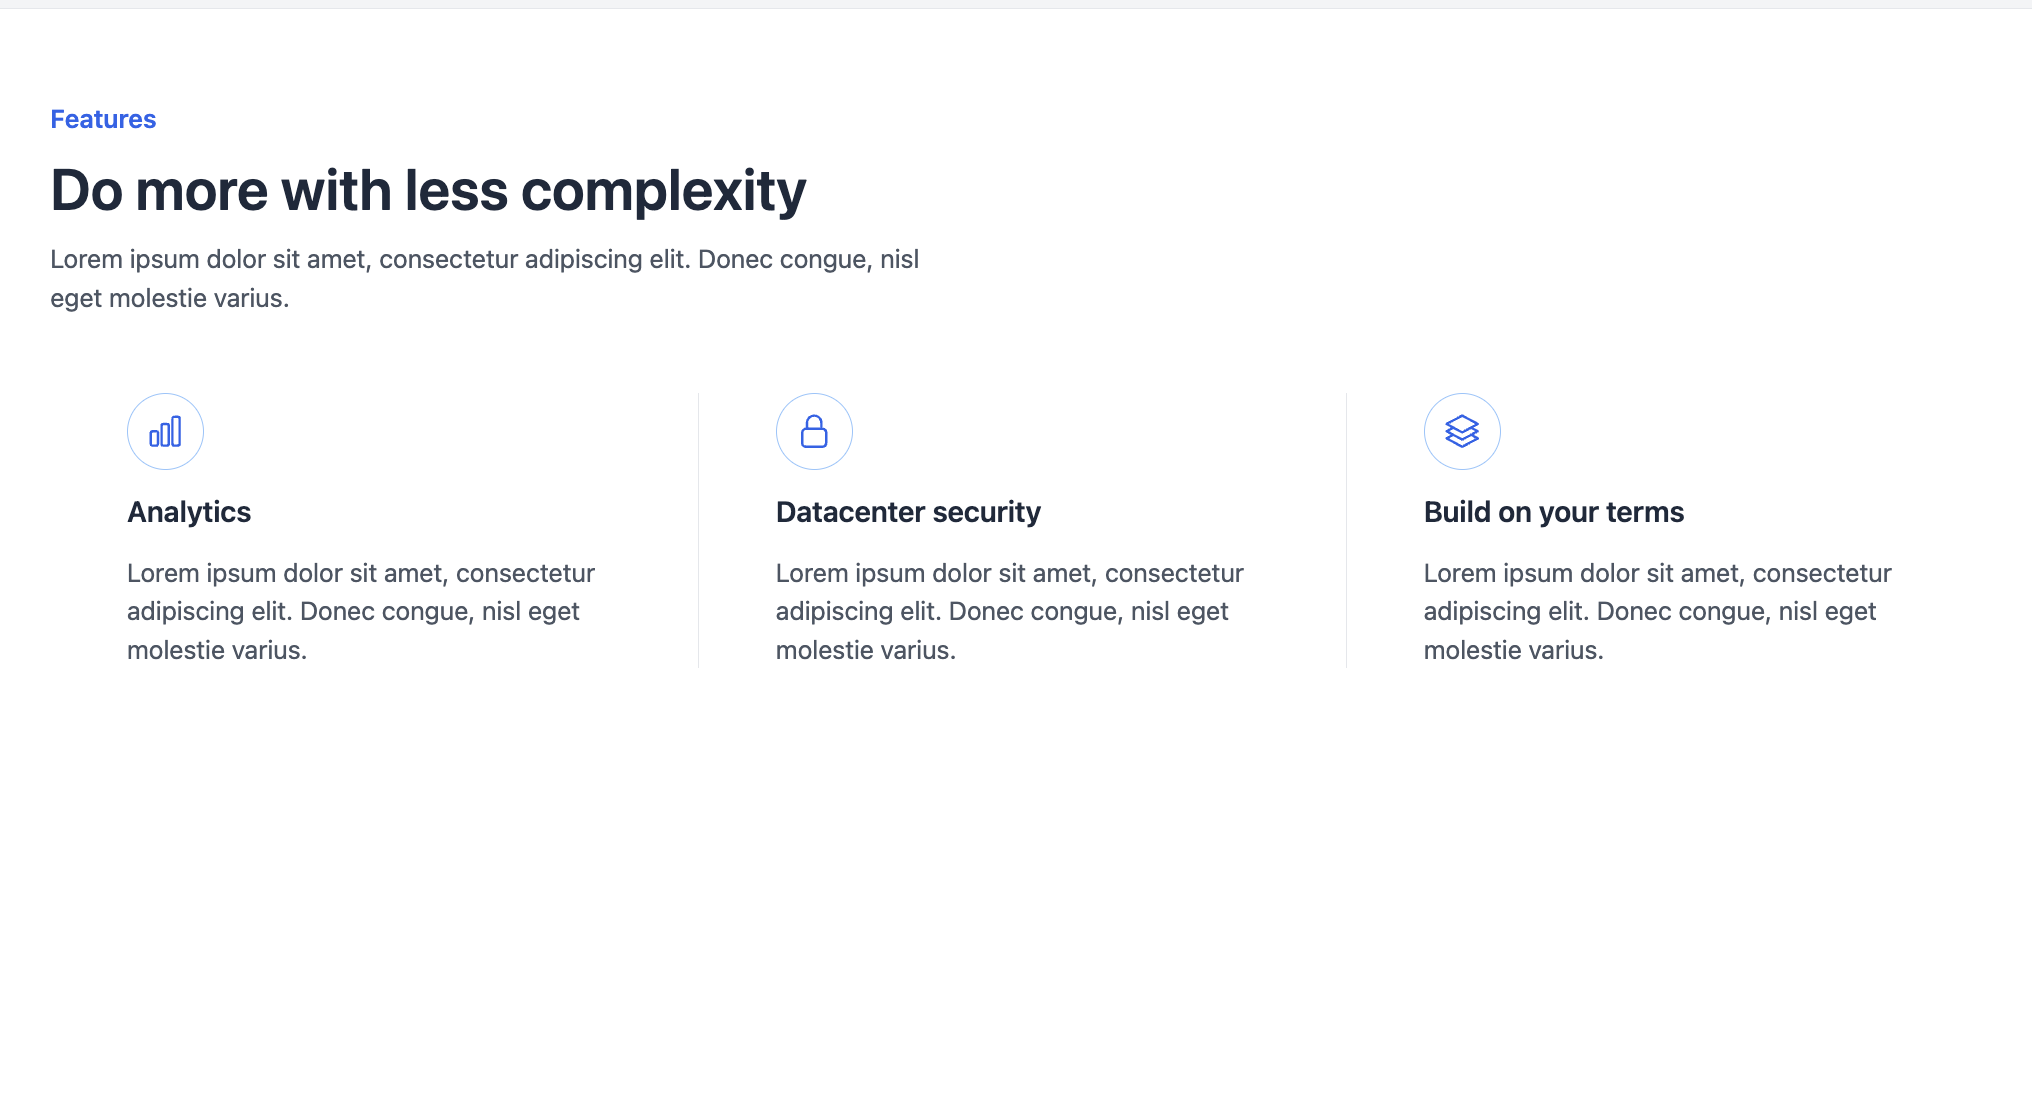 Features
Do more with less complexity
Lorem ipsum dolor sit amet, consectetur adipiscing elit. Donec congue, nisl
eget molestie varius.
Analytics
Lorem ipsum dolor sit amet, consectetur
adipiscing elit. Donec congue, nisl eget
molestie varius.
Datacenter security
Lorem ipsum dolor sit amet, consectetur
adipiscing elit. Donec congue, nisl eget
molestie varius.
Build on your terms
Lorem ipsum dolor sit amet, consectetur
adipiscing elit. Donec congue, nisl eget
molestie varius.